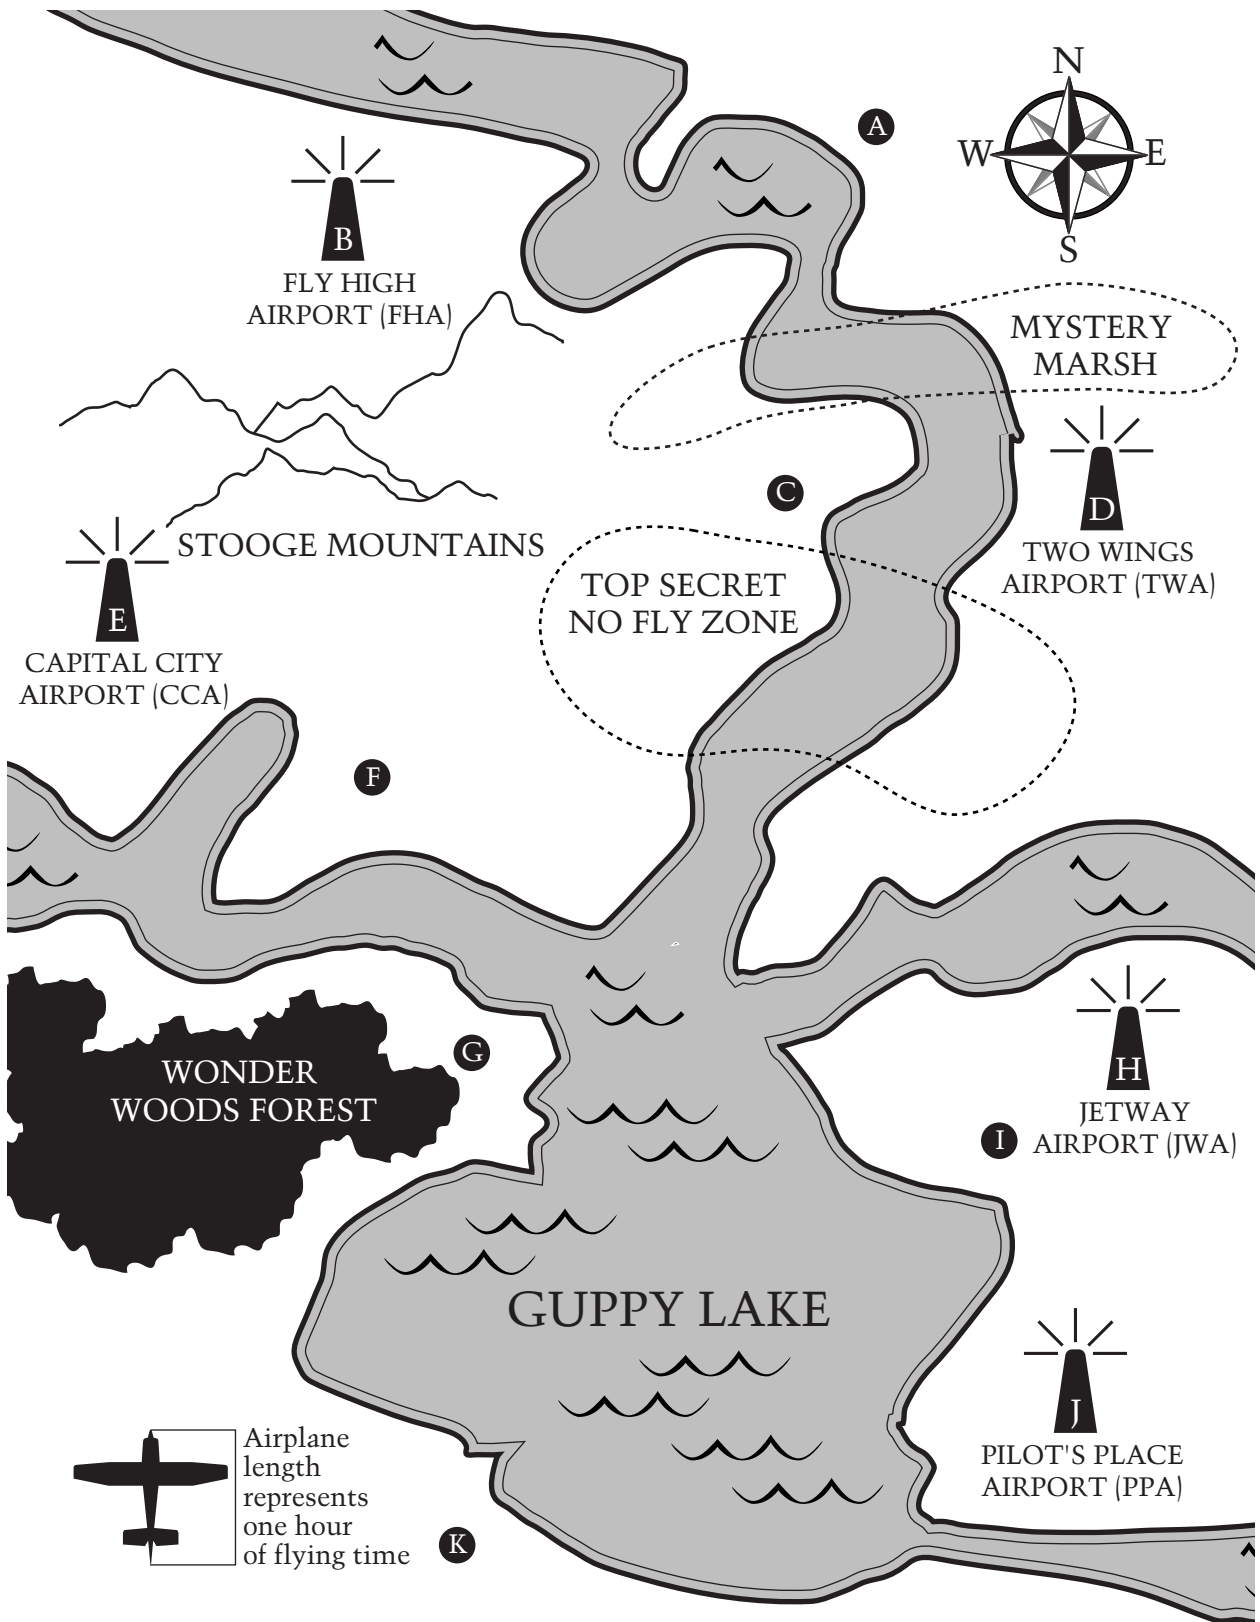 N
A
W
E
B
S
FLY HIGH
AIRPORT (FHA)
MYSTERY
MARSH
C
D
STOOGE MOUNTAINS
TWO WINGS
AIRPORT (TWA)
TOP SECRET
NO FLY ZONE
E
CAPITAL CITY
AIRPORT (CCA)
F
G
WONDER
WOODS FOREST
H
JETWAY
AIRPORT (JWA)
I
GUPPY LAKE
J
PILOT'S PLACE
AIRPORT (PPA)
Airplane
length
represents
one hour
of flying time
K